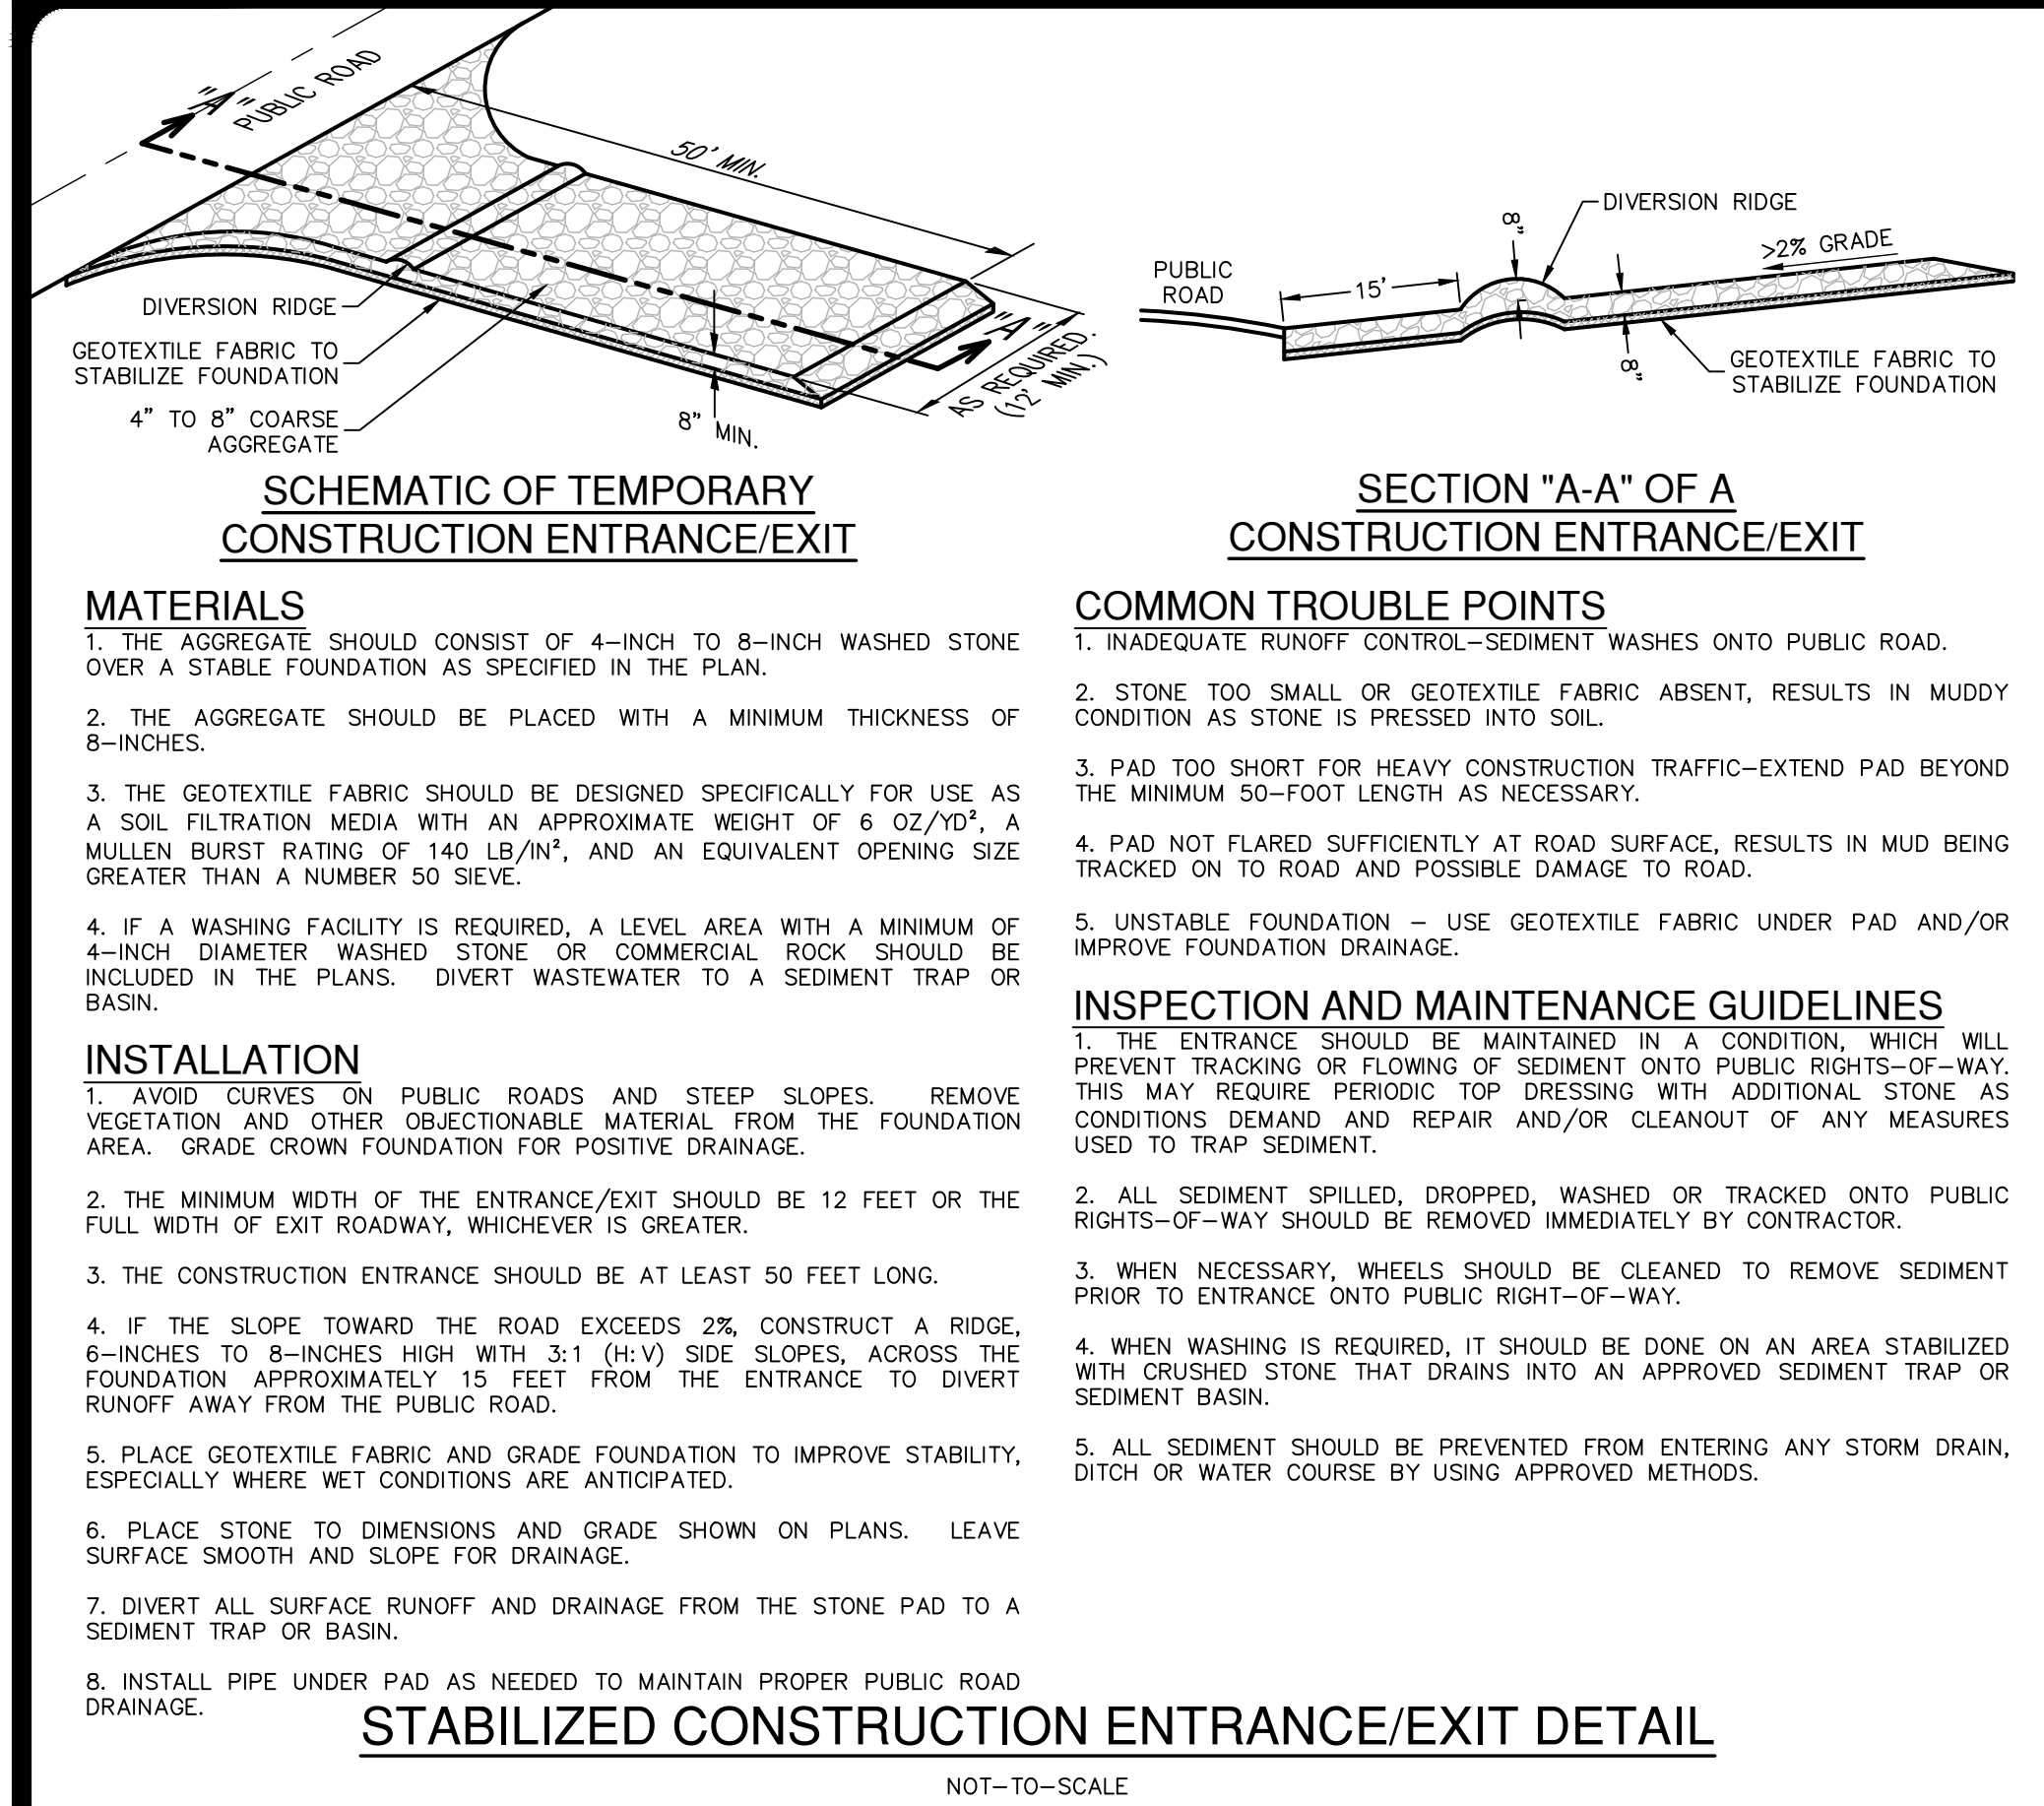 "A"
PUBLIC ROAD
50' MIN.
DIVERSION RIDGE
GEOTEXTILE FABRIC TO
STABILIZE FOUNDATION
4" TO 8" COARSE
AGGREGATE
8" MIN.
"A"
AS REQUIRED.
(12' MIN.)
SCHEMATIC OF TEMPORARY
CONSTRUCTION ENTRANCE/EXIT
PUBLIC
ROAD
15'
8"
DIVERSION RIDGE
>2% GRADE
8"
GEOTEXTILE FABRIC TO
STABILIZE FOUNDATION
SECTION "A-A" OF A
CONSTRUCTION ENTRANCE/EXIT
MATERIALS
1. THE AGGREGATE SHOULD CONSIST OF 4-INCH TO 8-INCH WASHED STONE
OVER A STABLE FOUNDATION AS SPECIFIED IN THE PLAN.
2. THE AGGREGATE SHOULD BE PLACED WITH A MINIMUM THICKNESS OF
8-INCHES.
3. THE GEOTEXTILE FABRIC SHOULD BE DESIGNED SPECIFICALLY FOR USE AS
A SOIL FILTRATION MEDIA WITH AN APPROXIMATE WEIGHT OF 6 OZ/YD², A
MULLEN BURST RATING OF 140 LB/IN², AND AN EQUIVALENT OPENING SIZE
GREATER THAN A NUMBER 50 SIEVE.
4. IF A WASHING FACILITY IS REQUIRED, A LEVEL AREA WITH A MINIMUM OF
4-INCH DIAMETER WASHED STONE OR COMMERCIAL ROCK SHOULD BE
INCLUDED IN THE PLANS. DIVERT WASTEWATER TO A SEDIMENT TRAP OR
BASIN.
INSTALLATION
1. AVOID CURVES ON PUBLIC ROADS AND STEEP SLOPES. REMOVE
VEGETATION AND OTHER OBJECTIONABLE MATERIAL FROM THE FOUNDATION
AREA. GRADE CROWN FOUNDATION FOR POSITIVE DRAINAGE.
2. THE MINIMUM WIDTH OF THE ENTRANCE/EXIT SHOULD BE 12 FEET OR THE
FULL WIDTH OF EXIT ROADWAY, WHICHEVER IS GREATER.
3. THE CONSTRUCTION ENTRANCE SHOULD BE AT LEAST 50 FEET LONG.
4. IF THE SLOPE TOWARD THE ROAD EXCEEDS 2%, CONSTRUCT A RIDGE,
6-INCHES TO 8-INCHES HIGH WITH 3:1 (H:V) SIDE SLOPES, ACROSS THE
FOUNDATION APPROXIMATELY 15 FEET FROM THE ENTRANCE TO DIVERT
RUNOFF AWAY FROM THE PUBLIC ROAD.
5. PLACE GEOTEXTILE FABRIC AND GRADE FOUNDATION TO IMPROVE STABILITY,
ESPECIALLY WHERE WET CONDITIONS ARE ANTICIPATED.
6. PLACE STONE TO DIMENSIONS AND GRADE SHOWN ON PLANS. LEAVE
SURFACE SMOOTH AND SLOPE FOR DRAINAGE.
7. DIVERT ALL SURFACE RUNOFF AND DRAINAGE FROM THE STONE PAD TO A
SEDIMENT TRAP OR BASIN.
8. INSTALL PIPE UNDER PAD AS NEEDED TO MAINTAIN PROPER PUBLIC ROAD
DRAINAGE.
COMMON TROUBLE POINTS
1. INADEQUATE RUNOFF CONTROL-SEDIMENT WASHES ONTO PUBLIC ROAD.
2. STONE TOO SMALL OR GEOTEXTILE FABRIC ABSENT, RESULTS IN MUDDY
CONDITION AS STONE IS PRESSED INTO SOIL.
3. PAD TOO SHORT FOR HEAVY CONSTRUCTION TRAFFIC-EXTEND PAD BEYOND
THE MINIMUM 50-FOOT LENGTH AS NECESSARY.
4. PAD NOT FLARED SUFFICIENTLY AT ROAD SURFACE, RESULTS IN MUD BEING
TRACKED ON TO ROAD AND POSSIBLE DAMAGE TO ROAD.
5. UNSTABLE FOUNDATION - USE GEOTEXTILE FABRIC UNDER PAD AND/OR
IMPROVE FOUNDATION DRAINAGE.
INSPECTION AND MAINTENANCE GUIDELINES
1. THE ENTRANCE SHOULD BE MAINTAINED IN A CONDITION, WHICH WILL
PREVENT TRACKING OR FLOWING OF SEDIMENT ONTO PUBLIC RIGHTS-OF-WAY.
THIS MAY REQUIRE PERIODIC TOP DRESSING WITH ADDITIONAL STONE AS
CONDITIONS DEMAND AND REPAIR AND/OR CLEANOUT OF ANY MEASURES
USED TO TRAP SEDIMENT.
2. ALL SEDIMENT SPILLED, DROPPED, WASHED OR TRACKED ONTO PUBLIC
RIGHTS-OF-WAY SHOULD BE REMOVED IMMEDIATELY BY CONTRACTOR.
3. WHEN NECESSARY, WHEELS SHOULD BE CLEANED TO REMOVE SEDIMENT
PRIOR TO ENTRANCE ONTO PUBLIC RIGHT-OF-WAY.
4. WHEN WASHING IS REQUIRED, IT SHOULD BE DONE ON AN AREA STABILIZED
WITH CRUSHED STONE THAT DRAINS INTO AN APPROVED SEDIMENT TRAP OR
SEDIMENT BASIN.
5. ALL SEDIMENT SHOULD BE PREVENTED FROM ENTERING ANY STORM DRAIN,
DITCH OR WATER COURSE BY USING APPROVED METHODS.
STABILIZED CONSTRUCTION ENTRANCE/EXIT DETAIL
NOT-TO-SCALE